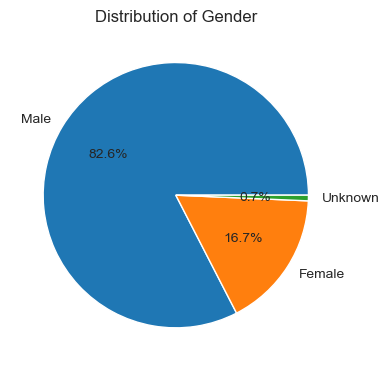 Distribution of Gender
Male
82.6%
0.7%
Unknown
16.7%
Female